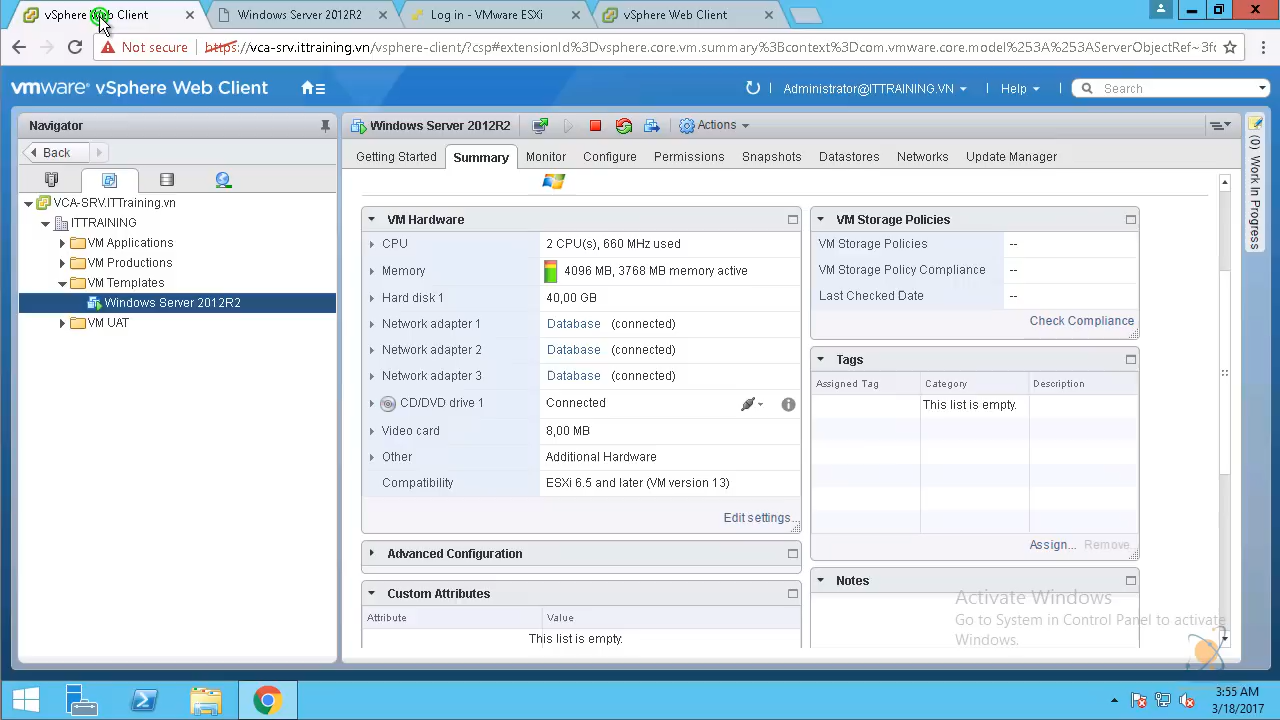 vSphere Web Client
Windows Server 2012R2
Log in - VMware ESXi
vSphere Web Client
Not secure
https://vca-srv.ittraining.vn/vsphere-client/?csp#extensionId%3Dvsphere.core.vm.summary%3Bcontext%3Dcom.vmware.core.model%253A%253AServerObjectRef~3f
vmware® vSphere Web Client
Administrator@ITTRAINING.VN
Help
Search
Navigator
Back
VCA-SRV.ITTraining.vn
ITTRAINING
VM Applications
VM Productions
VM Templates
Windows Server 2012R2
VM UAT
Windows Server 2012R2
Actions
Getting Started
Summary
Monitor
Configure
Permissions
Snapshots
Datastores
Networks
Update Manager
VM Hardware
CPU 2 CPU(s), 660 MHz used
Memory 4096 MB, 3768 MB memory active
Hard disk 1 40,00 GB
Network adapter 1 Database (connected)
Network adapter 2 Database (connected)
Network adapter 3 Database (connected)
CD/DVD drive 1 Connected
Video card 8,00 MB
Other Additional Hardware
Compatibility ESXi 6.5 and later (VM version 13)
Edit settings...
Advanced Configuration
Custom Attributes
Attribute Value
This list is empty.
VM Storage Policies
VM Storage Policies --
VM Storage Policy Compliance --
Last Checked Date --
Check Compliance
Tags
Assigned Tag Category Description
This list is empty.
Assign... Remove...
Notes
(0) Work In Progress
Activate Windows
Go to System in Control Panel to activate
Windows.
3:55 AM
3/18/2017